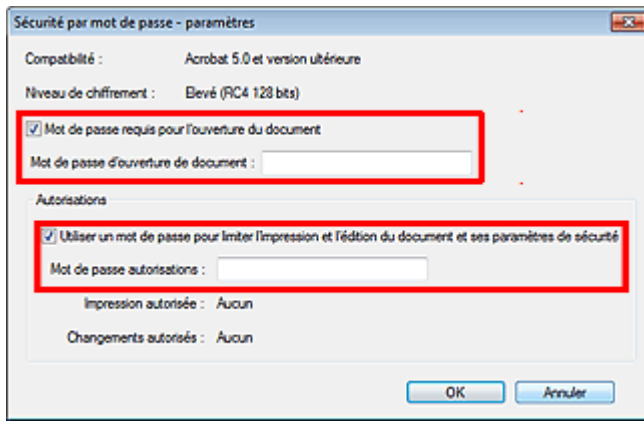 Sécurité par mot de passe - paramètres
Compatibilité : Acrobat 5.0 et version ultérieure
Niveau de chiffrement : Elevé (RC4 128 bits)
Mot de passe requis pour l'ouverture du document
Mot de passe d'ouverture de document :
Autorisations
Utiliser un mot de passe pour limiter l'impression et l'édition du document et ses paramètres de sécurité
Mot de passe autorisations :
Impression autorisée : Aucun
Changements autorisés : Aucun
OK Annuler